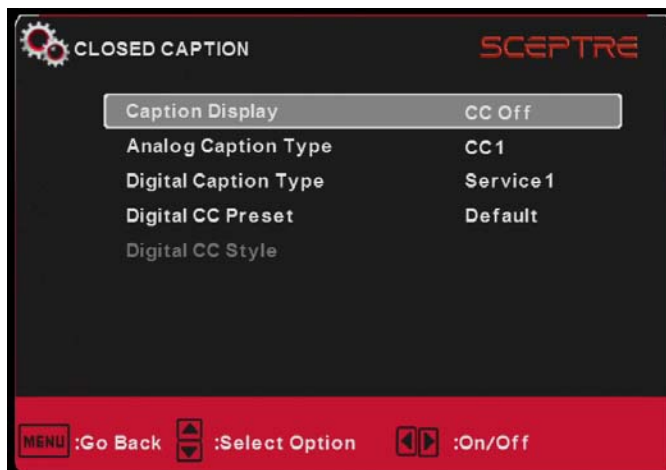 CLOSED CAPTION SCEPTRE
Caption Display CC Off
Analog Caption Type CC1
Digital Caption Type Service1
Digital CC Preset Default
Digital CC Style
MENU :Go Back :Select Option :On/Off